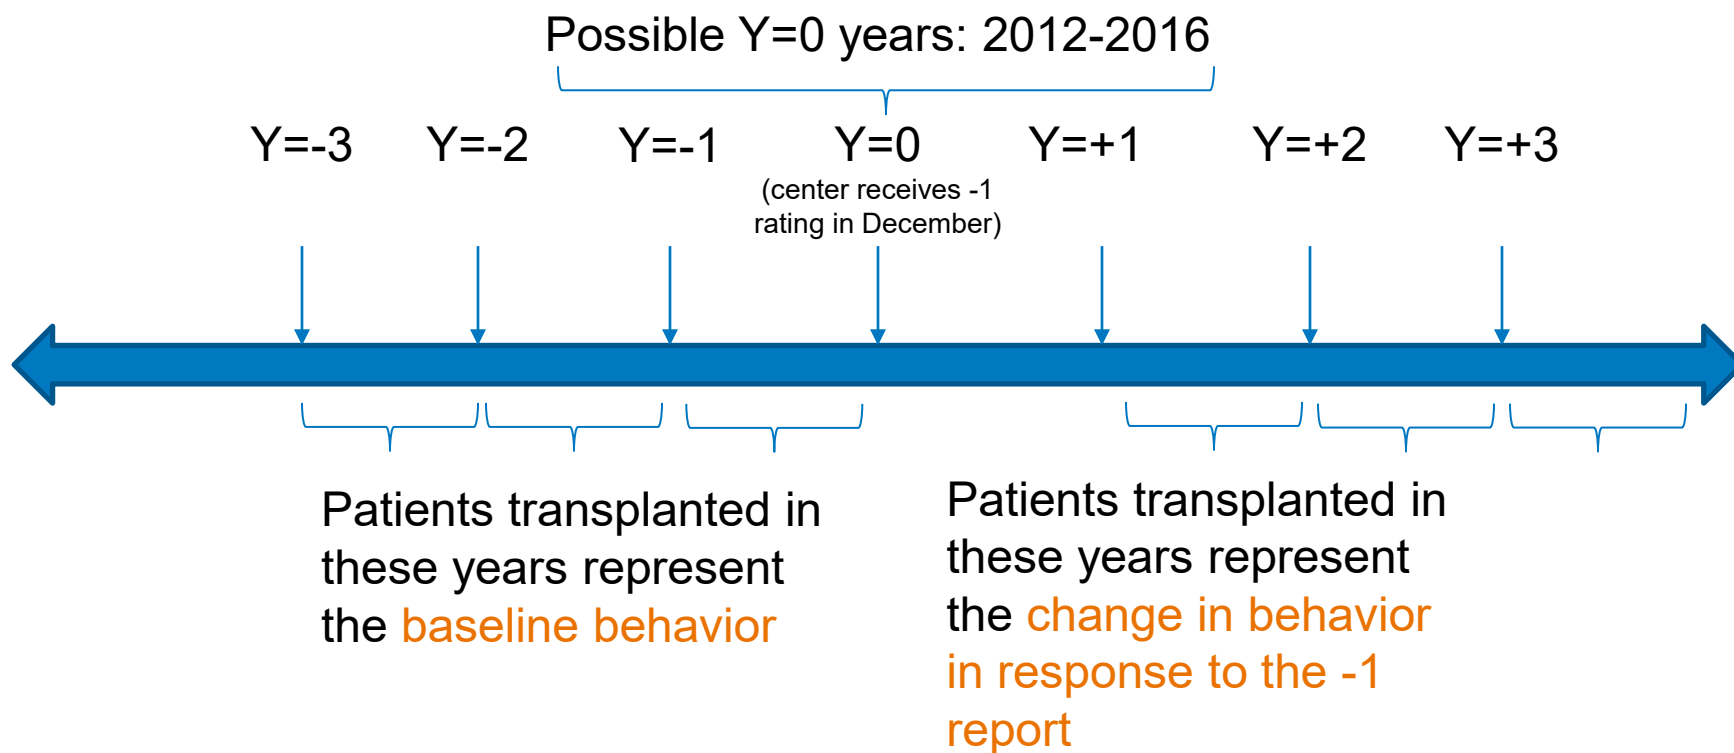 Possible Y=0 years: 2012-2016
Y=-3 Y=-2 Y=-1 Y=0 Y=+1 Y=+2 Y=+3
(center receives -1
rating in December)
Patients transplanted in
these years represent
the baseline behavior
Patients transplanted in
these years represent
the change in behavior
in response to the -1
report